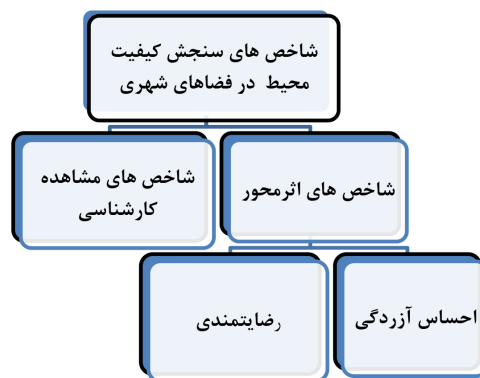 شاخص های سنجش کیفیت
محیط در فضاهای شهری
شاخص های اثرمحور
شاخص های مشاهده
کارشناسی
احساس آزردگی
رضایتمندی